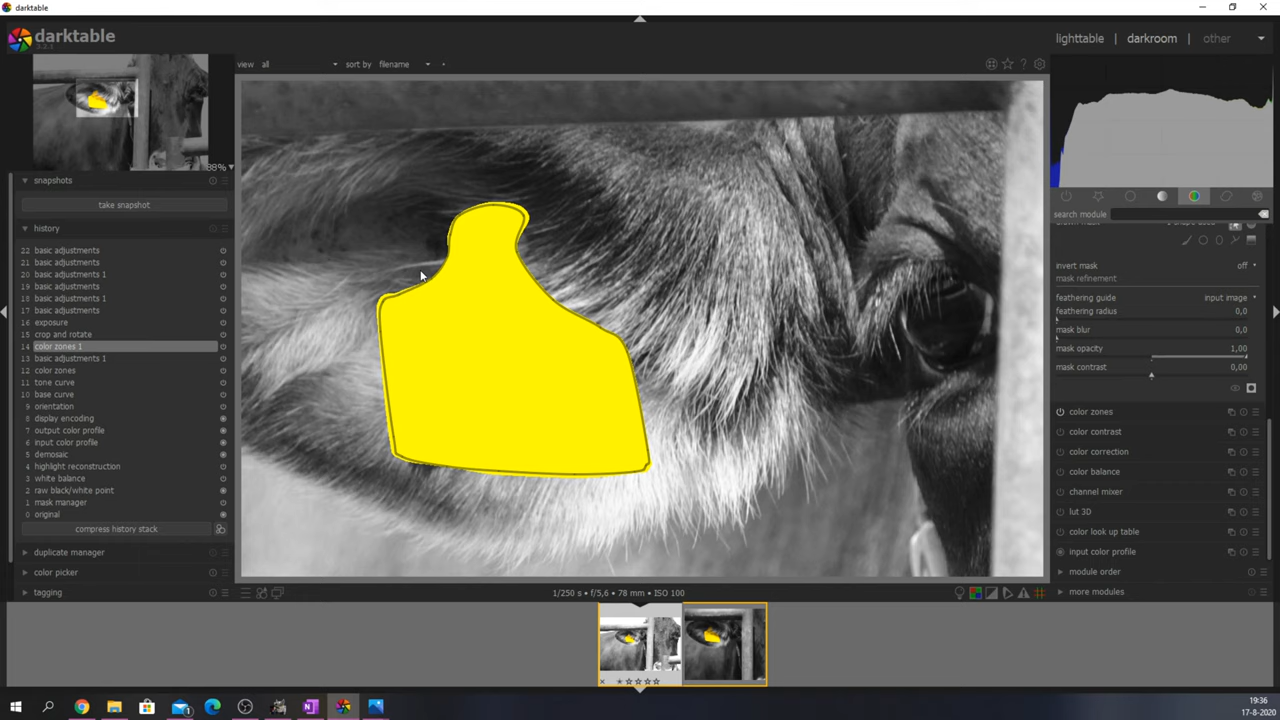 darktable
darktable
3.2.1
lighttable | darkroom | other
view all
sort by filename
88%
snapshots
take snapshot
history
22 basic adjustments
21 basic adjustments
20 basic adjustments 1
19 color zones
18 basic adjustments 1
17 basic adjustments
16 exposure
15 crop and rotate
14 color zones 1
13 basic adjustments 1
12 color zones
11 tone curve
10 base curve
9 orientation
8 display encoding
7 output color profile
6 input color profile
5 demosaic
4 highlight reconstruction
3 white balance
2 raw black/white point
1 mask manager
0 original
compress history stack
duplicate manager
color picker
tagging
search module
invert mask off
mask refinement
feathering guide input image
feathering radius 0,0
mask blur 0,0
mask opacity 1,00
mask contrast 0,00
color zones
color contrast
color correction
color balance
channel mixer
lut 3D
color look up table
input color profile
module order
more modules
1/250 s • f/5,6 • 78 mm • ISO 100
19:36
17-8-2020